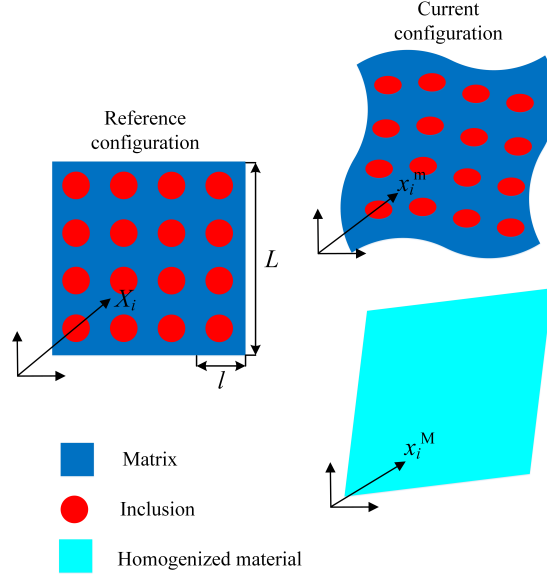 Current
configuration
Reference
configuration
x_i^m
L
X_i
l
x_i^M
Matrix
Inclusion
Homogenized material